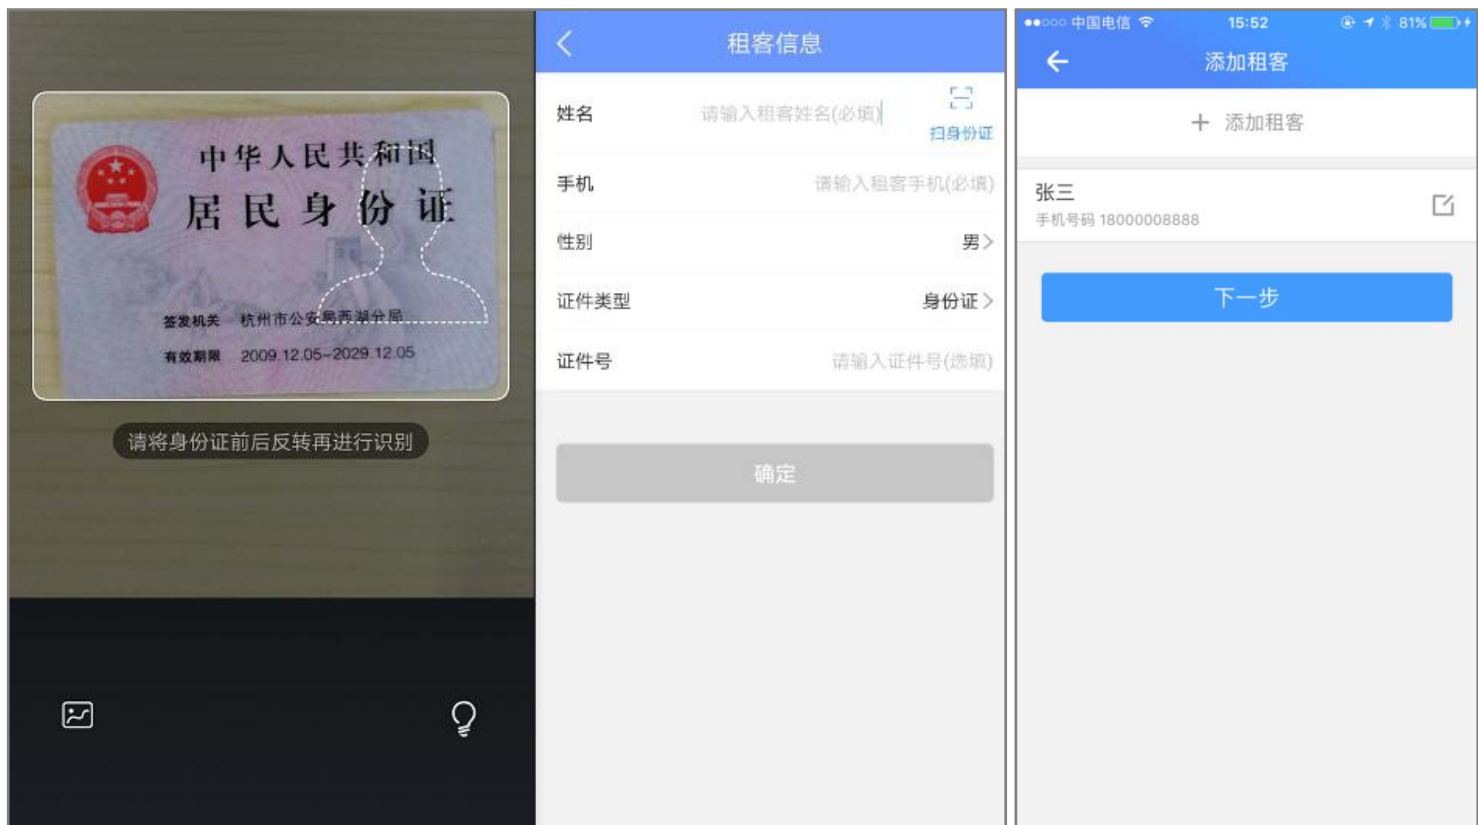 中华人民共和国
居民身份证
签发机关 杭州市公安局西湖分局
有效期限 2009.12.05-2029.12.05
请将身份证前后反转再进行识别
租客信息
姓名 请输入租客姓名(必填)
扫身份证
手机 请输入租客手机(必填)
性别 男
证件类型 身份证
证件号 请输入证件号(选填)
确定
中国电信 15:52 81%
添加租客
+ 添加租客
张三
手机号码 18000008888
下一步